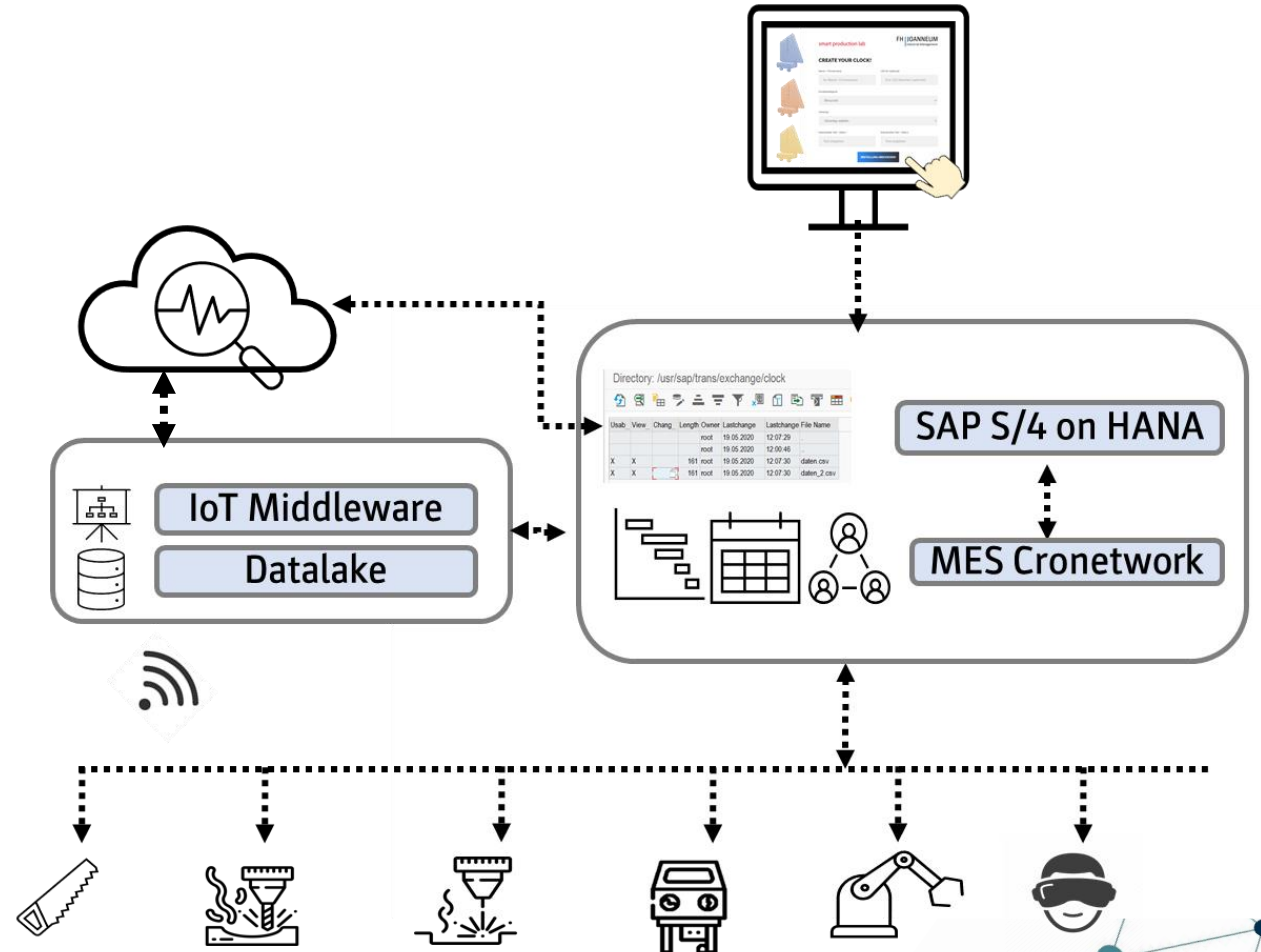 smart production lab
FH | JOANNEUM
CREATE YOUR CLOCK!
Directory: /usr/sap/trans/exchange/clock
Usab View Chang Length Owner Lastchange Lastchange File Name
root 19.05.2020 12:07:29 .
root 19.05.2020 12:00:46 ..
X X 161 root 19.05.2020 12:07:30 daten.csv
X X 161 root 19.05.2020 12:07:30 daten_2.csv
SAP S/4 on HANA
IoT Middleware
Datalake
MES Cronetwork